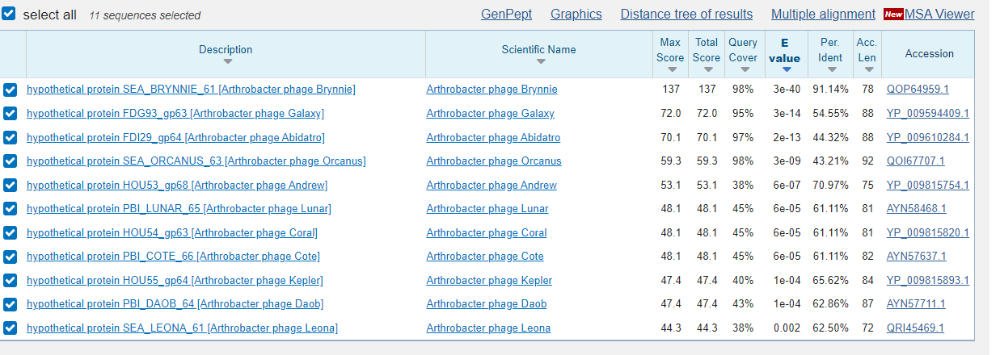 select all 11 sequences selected GenPept Graphics Distance tree of results Multiple alignment New MSA Viewer
Description Scientific Name Max Score Total Score Query Cover E value Per. Ident Acc. Len Accession
hypothetical protein SEA_BRYNNIE_61 [Arthrobacter phage Brynnie] Arthrobacter phage Brynnie 137 137 98% 3e-40 91.14% 78 QOP64959.1
hypothetical protein FDG93_gp63 [Arthrobacter phage Galaxy] Arthrobacter phage Galaxy 72.0 72.0 95% 3e-14 54.55% 88 YP_009594409.1
hypothetical protein FDI29_gp64 [Arthrobacter phage Abidatro] Arthrobacter phage Abidatro 70.1 70.1 97% 2e-13 44.32% 88 YP_009610284.1
hypothetical protein SEA_ORCANUS_63 [Arthrobacter phage Orcanus] Arthrobacter phage Orcanus 59.3 59.3 98% 3e-09 43.21% 92 QOI67707.1
hypothetical protein HOU53_gp68 [Arthrobacter phage Andrew] Arthrobacter phage Andrew 53.1 53.1 38% 6e-07 70.97% 75 YP_009815754.1
hypothetical protein PBI_LUNAR_65 [Arthrobacter phage Lunar] Arthrobacter phage Lunar 48.1 48.1 45% 6e-05 61.11% 81 AYN58468.1
hypothetical protein HOU54_gp63 [Arthrobacter phage Coral] Arthrobacter phage Coral 48.1 48.1 45% 6e-05 61.11% 81 YP_009815820.1
hypothetical protein PBI_COTE_66 [Arthrobacter phage Cote] Arthrobacter phage Cote 48.1 48.1 45% 6e-05 61.11% 82 AYN57637.1
hypothetical protein HOU55_gp64 [Arthrobacter phage Kepler] Arthrobacter phage Kepler 47.4 47.4 40% 1e-04 65.62% 84 YP_009815893.1
hypothetical protein PBI_DAOB_64 [Arthrobacter phage Daob] Arthrobacter phage Daob 47.4 47.4 43% 1e-04 62.86% 87 AYN57711.1
hypothetical protein SEA_LEONA_61 [Arthrobacter phage Leona] Arthrobacter phage Leona 44.3 44.3 38% 0.002 62.50% 72 QRI45469.1